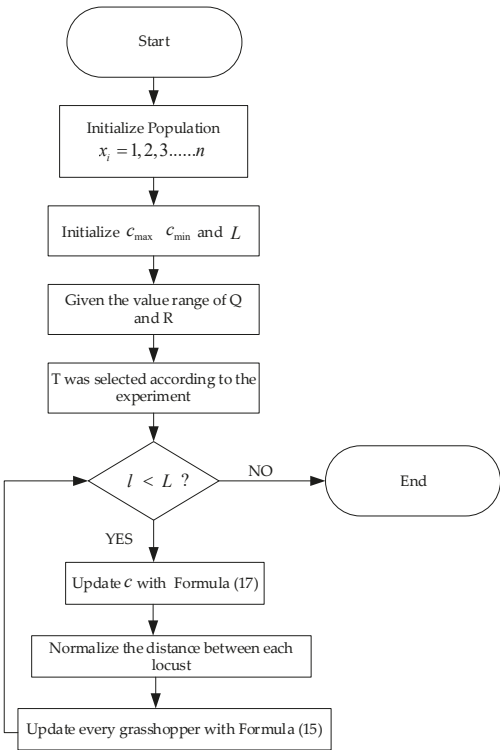 Start
Initialize Population
x_i = 1,2,3......n
Initialize c_max c_min and L
Given the value range of Q
and R
T was selected according to the
experiment
l < L ?
NO
End
YES
Update c with Formula (17)
Normalize the distance between each
locust
Update every grasshopper with Formula (15)